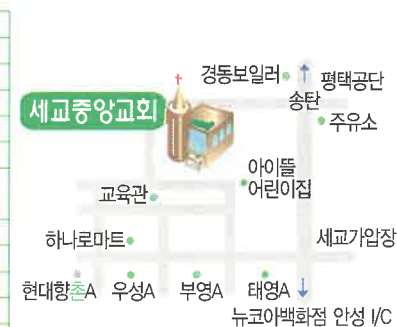 경동보일러
평택공단
송탄
세교중앙교회
주유소
아이뜰
어린이집
교육관
하나로마트
세교가압장
현대향촌A 우성A 부영A 태영A
뉴코아백화점 안성 I/C